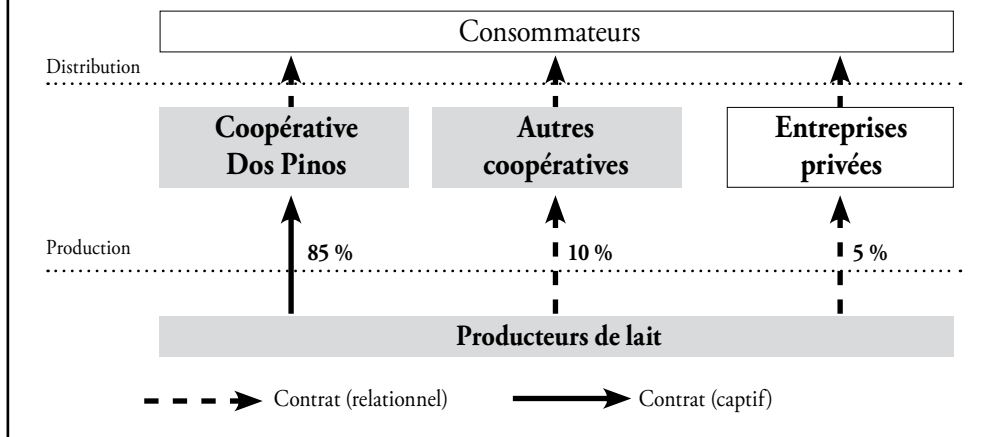 Consommateurs
Distribution
Coopérative
Dos Pinos
Autres
coopératives
Entreprises
privées
Production
85 %
10 %
5 %
Producteurs de lait
Contrat (relationnel)
Contrat (captif)